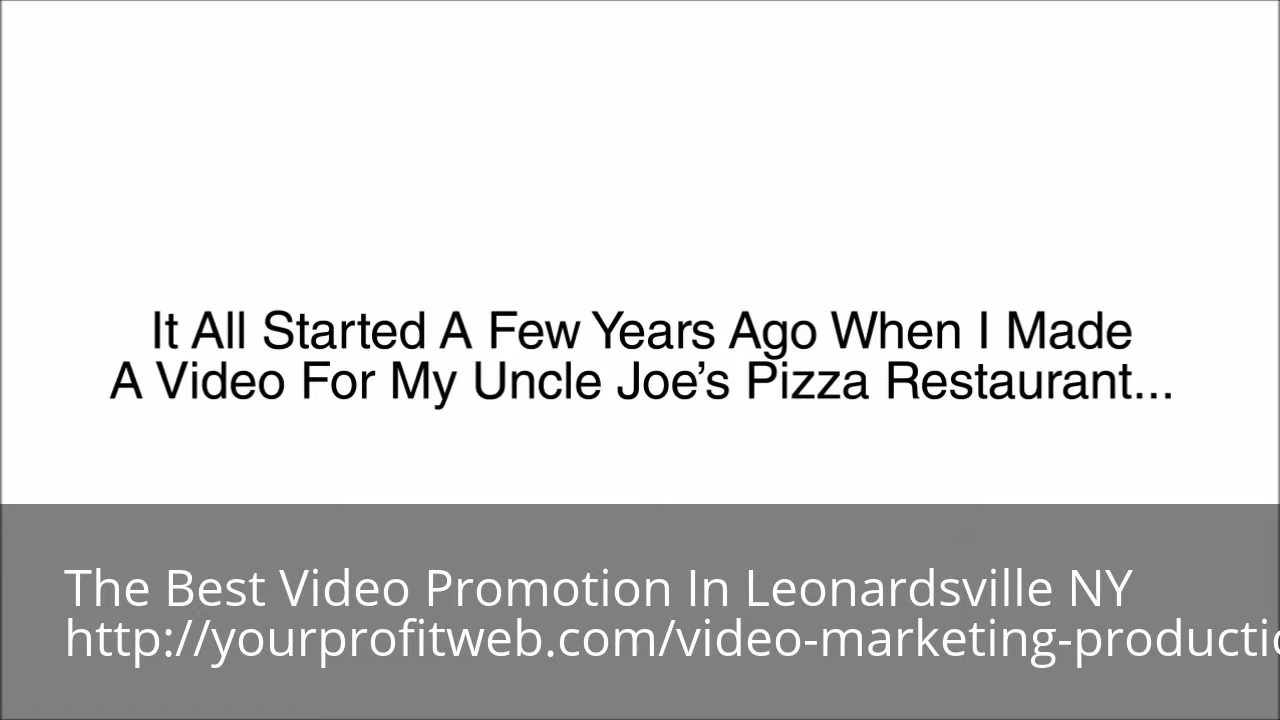 It All Started A Few Years Ago When I Made
A Video For My Uncle Joe’s Pizza Restaurant...
The Best Video Promotion In Leonardsville NY
http://yourprofitweb.com/video-marketing-producti